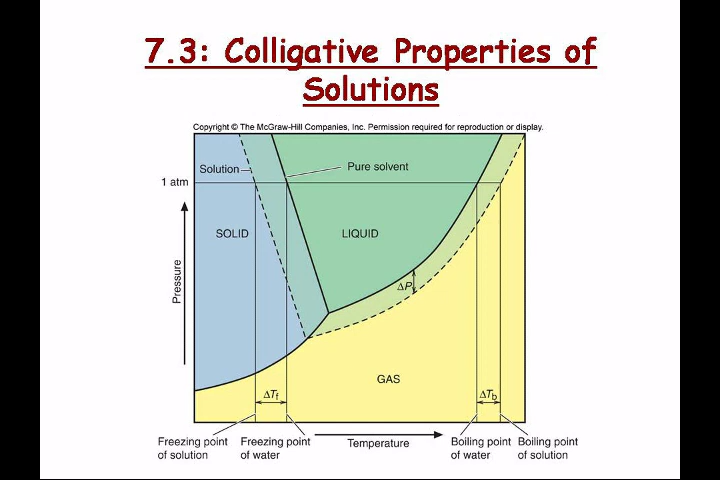 7.3: Colligative Properties of
Solutions
Copyright © The McGraw-Hill Companies, Inc. Permission required for reproduction or display.
Solution
Pure solvent
1 atm
SOLID
LIQUID
Pressure
ΔP
GAS
ΔTf
ΔTb
Freezing point
of solution
Freezing point
of water
Temperature
Boiling point
of water
Boiling point
of solution